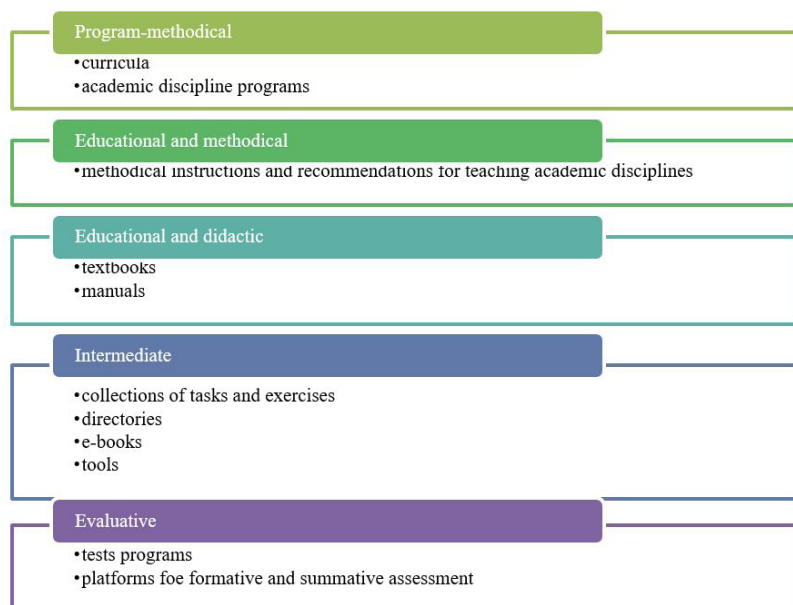 Program-methodical
•curricula
•academic discipline programs
Educational and methodical
•methodical instructions and recommendations for teaching academic disciplines
Educational and didactic
•textbooks
•manuals
Intermediate
•collections of tasks and exercises
•directories
•e-books
•tools
Evaluative
•tests programs
•platforms foe formative and summative assessment